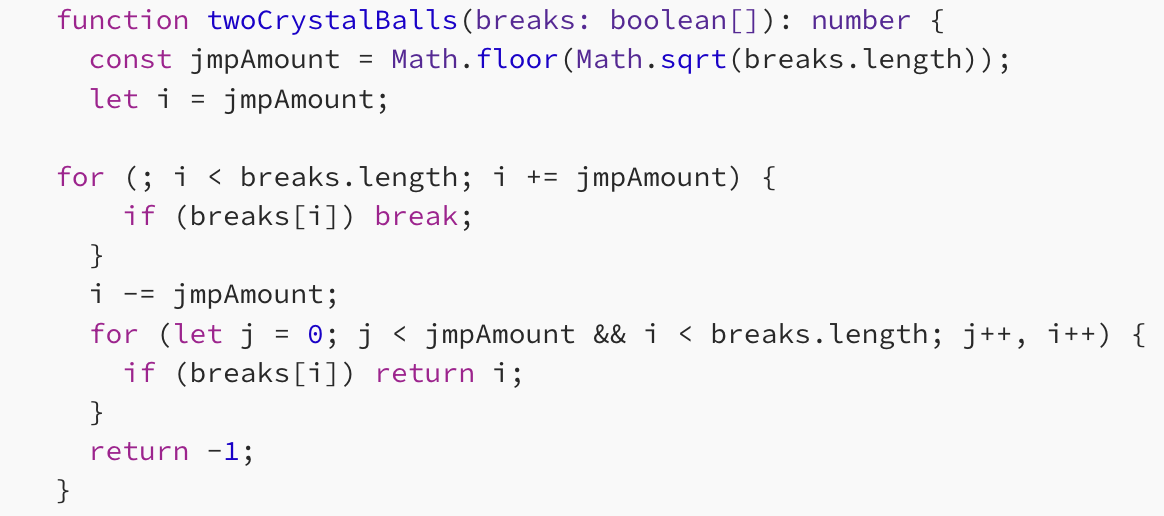 function twoCrystalBalls(breaks: boolean[]): number {
  const jmpAmount = Math.floor(Math.sqrt(breaks.length));
  let i = jmpAmount;

for (; i < breaks.length; i += jmpAmount) {
    if (breaks[i]) break;
  }
  i -= jmpAmount;
  for (let j = 0; j < jmpAmount && i < breaks.length; j++, i++) {
    if (breaks[i]) return i;
  }
  return -1;
}